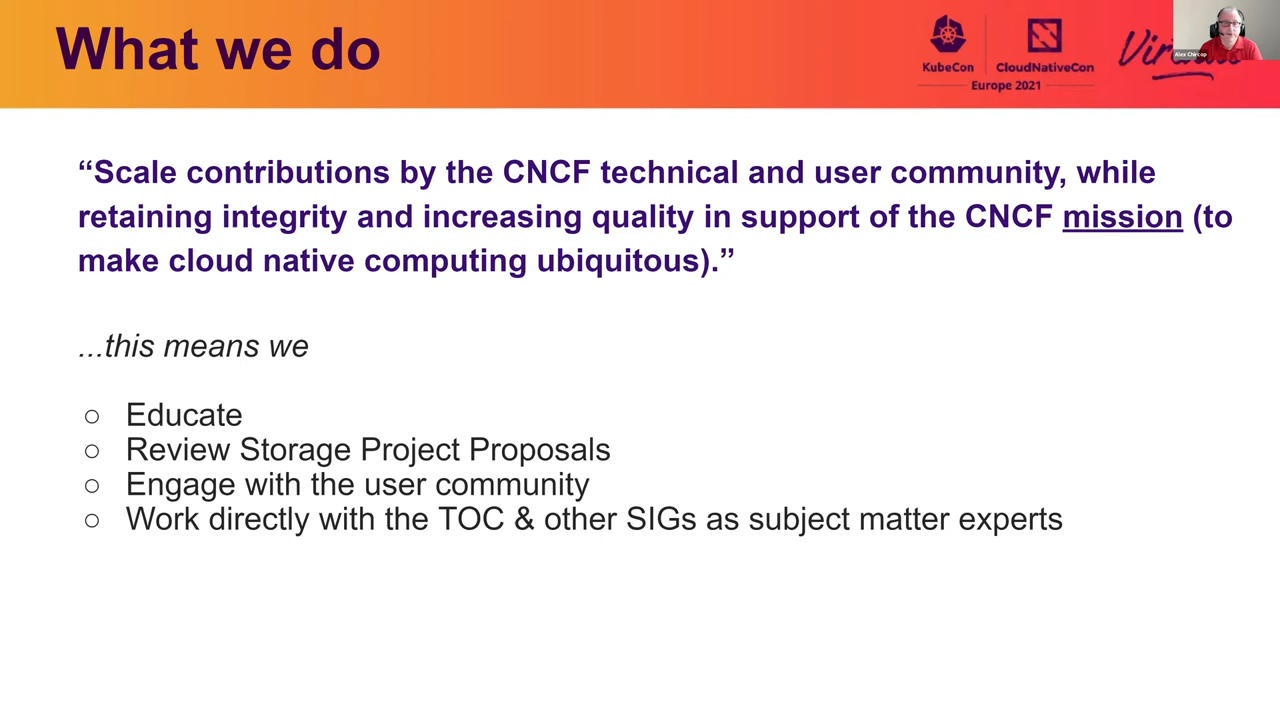 What we do
KubeCon
CloudNativeCon
Europe 2021
Alex Chircop
“Scale contributions by the CNCF technical and user community, while
retaining integrity and increasing quality in support of the CNCF mission (to
make cloud native computing ubiquitous).”
...this means we
○ Educate
○ Review Storage Project Proposals
○ Engage with the user community
○ Work directly with the TOC & other SIGs as subject matter experts